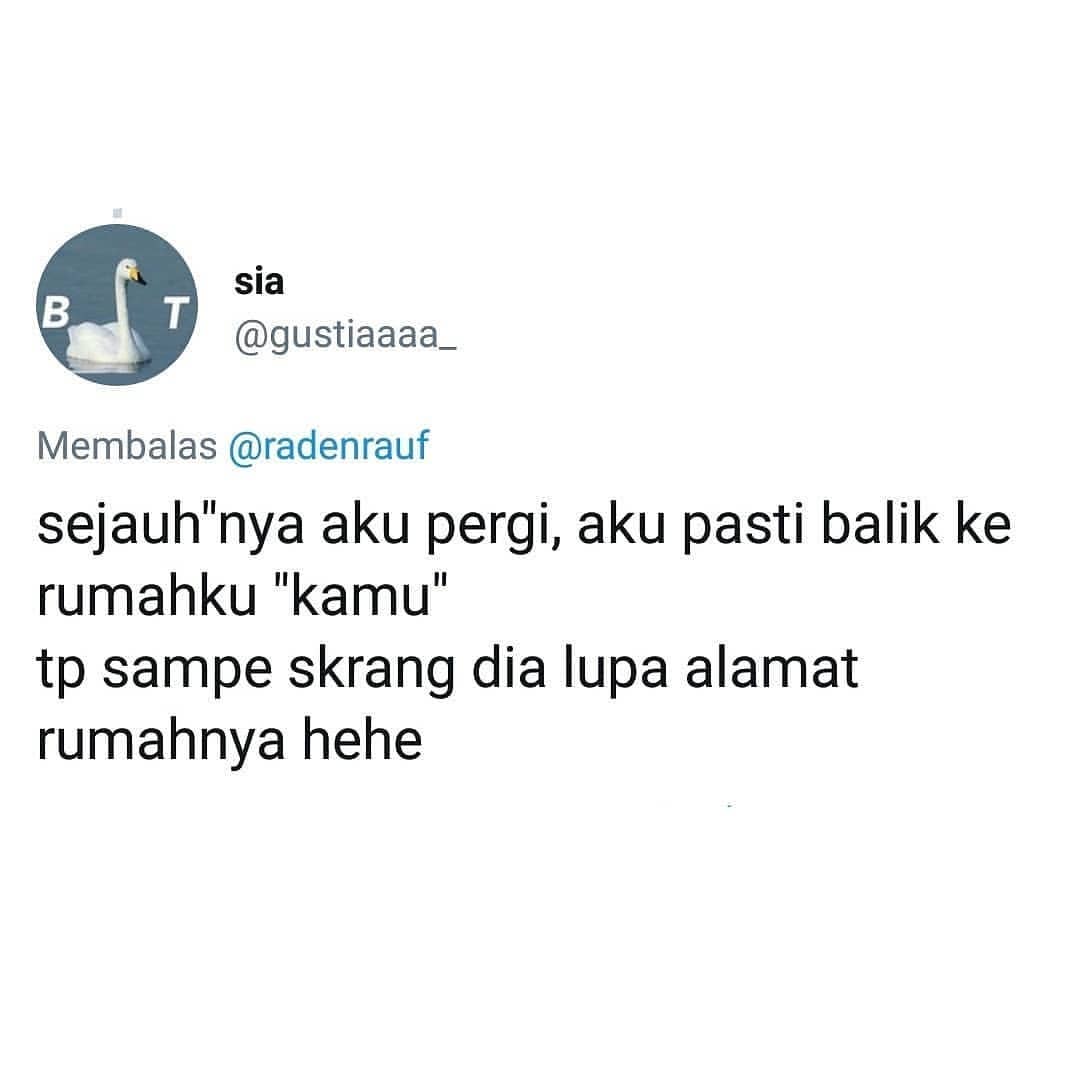 B T
sia
@gustiaaaa_
Membalas @radenrauf
sejauh"nya aku pergi, aku pasti balik ke
rumahku "kamu"
tp sampe skrang dia lupa alamat
rumahnya hehe